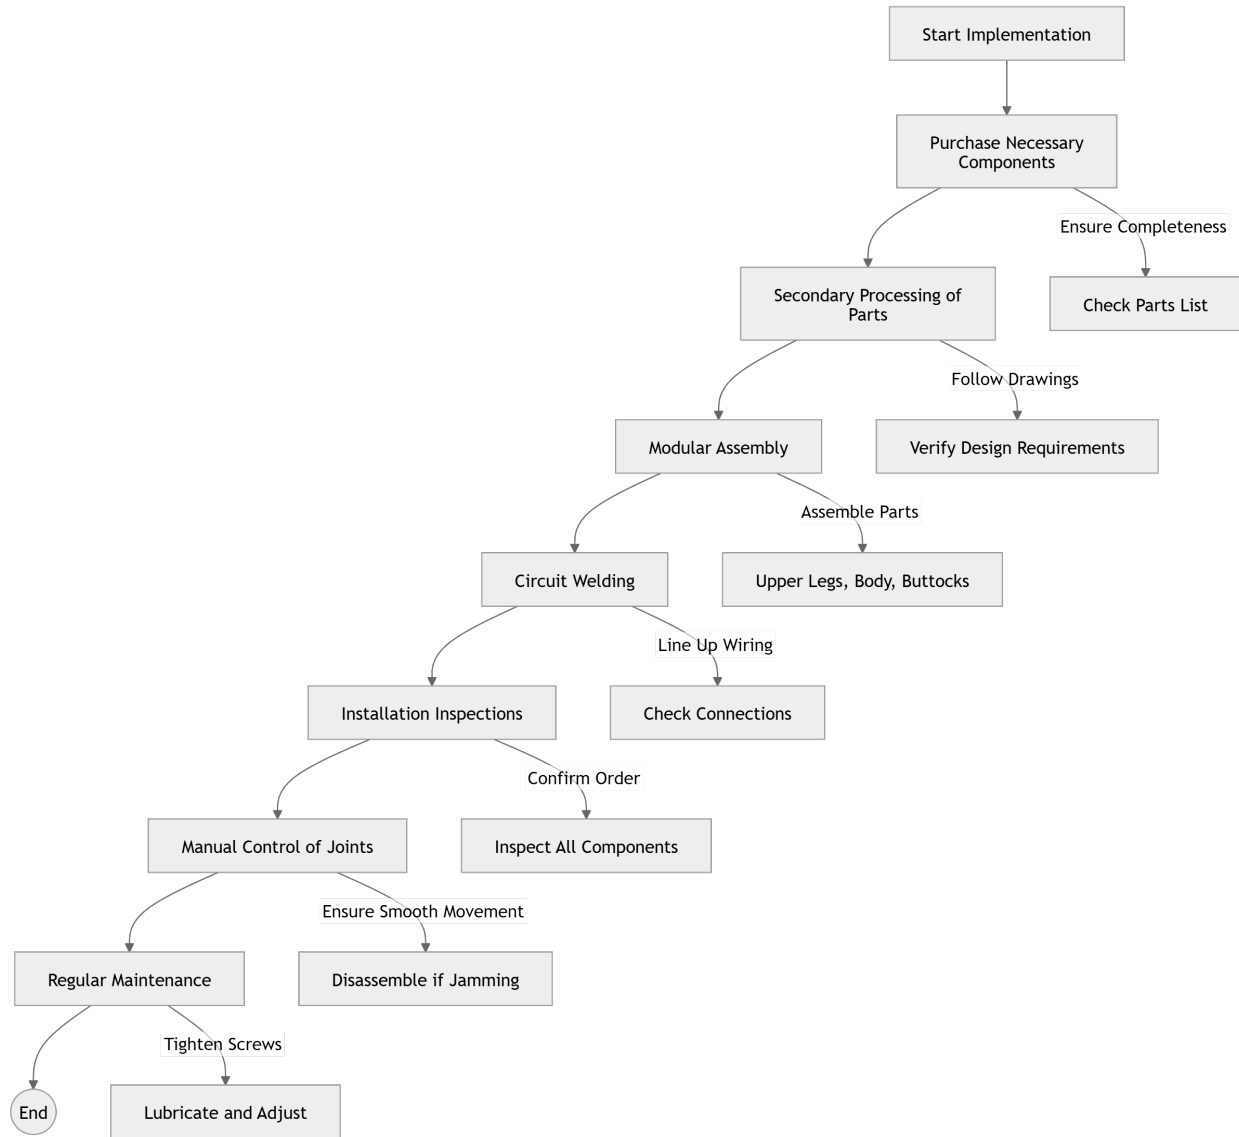 Start Implementation
Purchase Necessary
Components
Ensure Completeness
Secondary Processing of
Parts
Check Parts List
Follow Drawings
Modular Assembly
Verify Design Requirements
Assemble Parts
Circuit Welding
Upper Legs, Body, Buttocks
Line Up Wiring
Installation Inspections
Check Connections
Confirm Order
Manual Control of Joints
Inspect All Components
Ensure Smooth Movement
Regular Maintenance
Disassemble if Jamming
Tighten Screws
End
Lubricate and Adjust